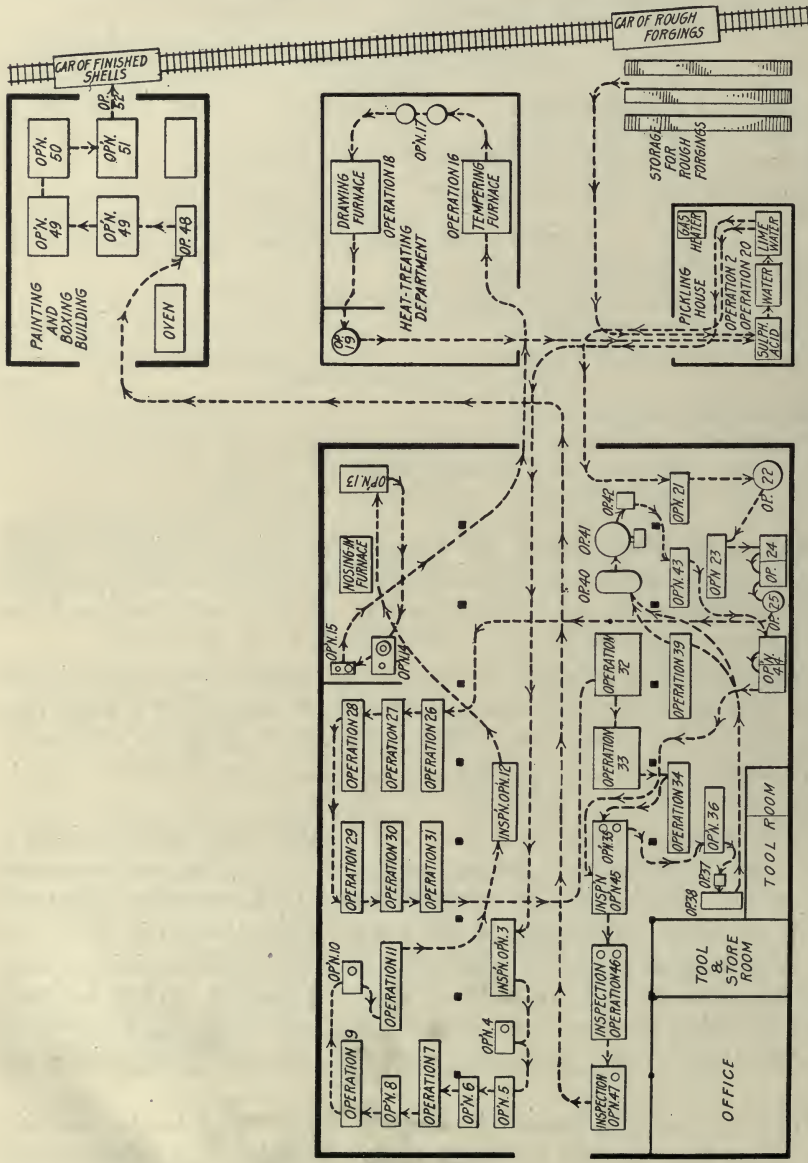 CAR OF FINISHED
SHELLS
CAR OF ROUGH
FORGINGS
OP.
52
OP'N.
50
OP'N.
51
OP'N.
49
OP'N.
49
OP. 48
PAINTING
AND
BOXING
BUILDING
OVEN
DRAWING
FURNACE
OPERATION 18
OP'N.17
OPERATION 16
TEMPERING
FURNACE
HEAT-TREATING
DEPARTMENT
OP.
19
STORAGE
FOR
ROUGH
FORGINGS
PICKLING
HOUSE
GAS
HEATER
OPERATION 2
OPERATION 20
SULPH.
ACID
WATER
LIME
WATER
OP'N.13
NOSING-IN
FURNACE
OP'N.15
OP'N.14
OPERATION 28
OPERATION 27
OPERATION 26
OPERATION 29
OPERATION 30
OPERATION 31
OP'N.10
OPERATION 11
OPERATION 9
OP'N. 8
OPERATION 7
OP'N. 6
OP'N. 5
OP'N.4
INSP'N.OP'N.3
INSP'N.OP'N.12
OP.42
OP.41
OP.40
OP'N.21
OP. 22
OP'N 23
OP. 24
OP. 25
OP'N. 43
OP'N.
44
OPERATION
32
OPERATION 39
OPERATION
33
OPERATION 34
OP'N.35
INSP'N
OP'N45
OP'N. 36
OP.37
OP.38
INSPECTION
OPERATION46
INSPECTION
OP'N.47
TOOL ROOM
TOOL
&
STORE
ROOM
OFFICE